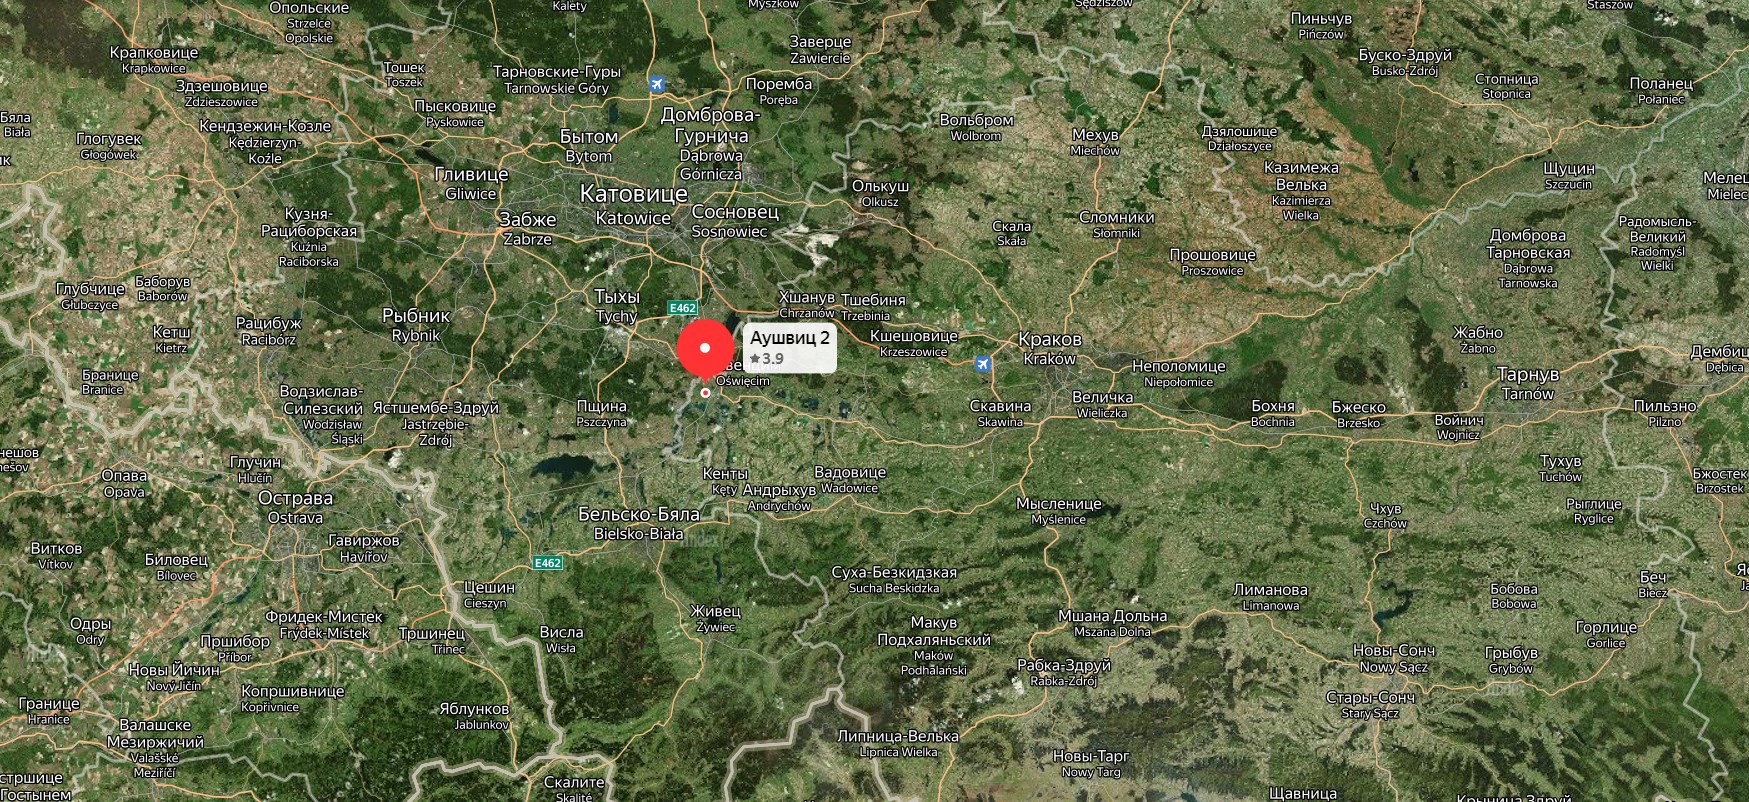 Опольские
Strzelce
Opolskie
Kalety
Myszków
Sędziszów
Пиньчув
Pińczów
Staszów
Крапковице
Krapkowice
Заверце
Zawiercie
Буско-Здруй
Busko-Zdrój
Тошек
Toszek
Тарновские-Гуры
Tarnowskie Góry
Поремба
Poręba
Стопница
Stopnica
Поланец
Połaniec
Здзешовице
Zdzieszowice
Пысковице
Pyskowice
Бяла
Biała
Глогувек
Głogówek
Кендзежин-Козле
Kędzierzyn-
Koźle
Бытом
Bytom
Домброва-
Гурнича
Dąbrowa
Górnicza
Вольбром
Wolbrom
Мехув
Miechów
Дзялошице
Działoszyce
Казимежа
Велька
Kazimierza
Wielka
Щуцин
Szczucin
Мелец
Mielec
Гливице
Gliwice
Катовице
Katowice
Олькуш
Olkusz
Кузня-
Рациборская
Kuźnia
Raciborska
Забже
Zabrze
Сосновец
Sosnowiec
Скала
Skała
Сломники
Słomniki
Домброва
Тарновская
Dąbrowa
Tarnowska
Радомысль-
Великий
Radomyśl
Wielki
Прошовице
Proszowice
Глубчице
Głubczyce
Баборув
Baborów
Тыхы
Tychy
E462
Хшанув
Chrzanów
Тшебиня
Trzebinia
Кетш
Kietrz
Рацибуж
Racibórz
Рыбник
Rybnik
Аушвиц 2
3.9
Oświęcim
Кшешовице
Krzeszowice
Краков
Kraków
Неполомице
Niepołomice
Жабно
Żabno
Дембица
Dębica
Бранице
Branice
Тарнув
Tarnów
Водзислав-
Силезский
Wodzisław
Śląski
Ястшембе-Здруй
Jastrzębie-
Zdrój
Пщина
Pszczyna
Скавина
Skawina
Величка
Wieliczka
Бохня
Bochnia
Бжеско
Brzesko
Войнич
Wojnicz
Пильзно
Pilzno
Опава
Opava
Глучин
Hlučín
Кенты
Kęty
Андрыхув
Andrychów
Вадовице
Wadowice
Тухув
Tuchów
Бжостек
Brzostek
Острава
Ostrava
Бельско-Бяла
Bielsko-Biała
Мысленице
Myślenice
Чхув
Czchów
Рыглице
Ryglice
Витков
Vítkov
Биловец
Bílovec
Гавиржов
Havířov
E462
Цешин
Cieszyn
Суха-Безкидзкая
Sucha Beskidzka
Лиманова
Limanowa
Бобова
Bobowa
Беч
Biecz
Одры
Odry
Фридек-Мистек
Frýdek-Místek
Пршибор
Příbor
Тршинец
Třinec
Висла
Wisła
Живец
Żywiec
Макув
Подхаляньский
Maków
Podhalański
Мшана Дольна
Mszana Dolna
Горлице
Gorlice
Новы Йичин
Nový Jičín
Рабка-Здруй
Rabka-Zdrój
Новы-Сонч
Nowy Sącz
Грыбув
Grybów
Границе
Hranice
Копршивнице
Kopřivnice
Яблунков
Jablunkov
Стары-Сонч
Stary Sącz
Валашске
Мезиржичий
Valašské
Meziříčí
Липница-Велька
Lipnica Wielka
Новы-Тарг
Nowy Targ
Скалите
Skalité
Щавница
Крыница Здруй